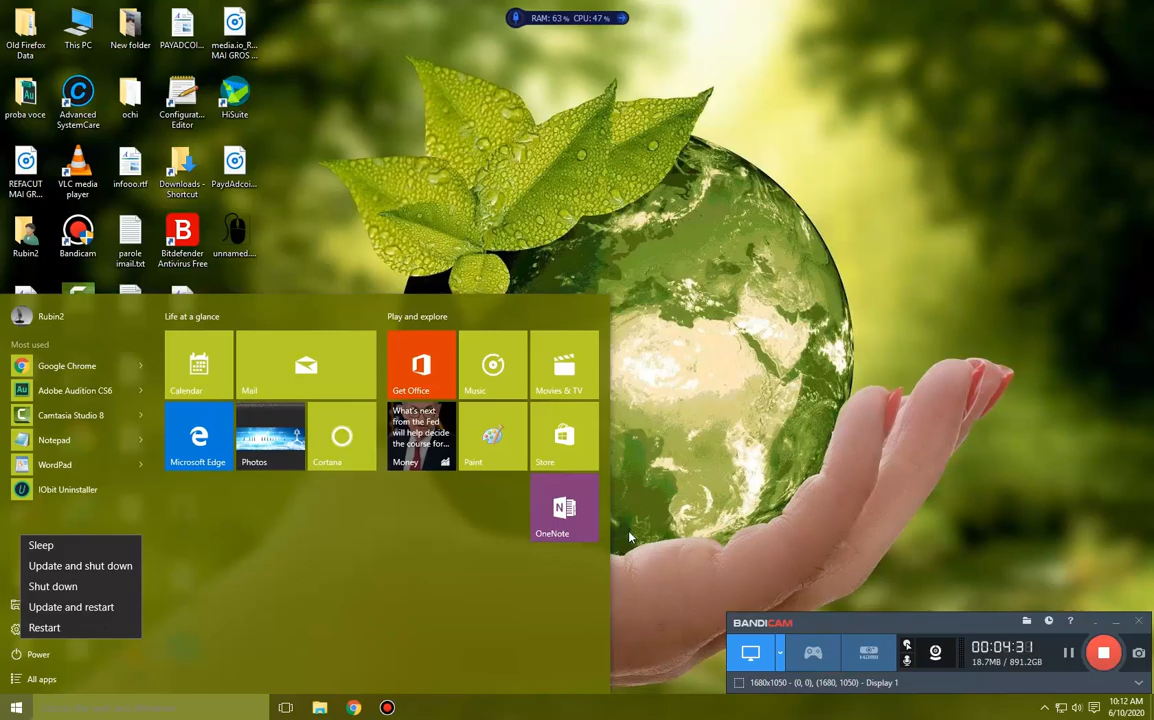 RAM: 63 % CPU: 47 %
Old Firefox
Data
This PC
New folder
PAYADCOI...
media.io_R...
MAI GROS ...
proba voce
Advanced
SystemCare
ochi
Configurat...
Editor
HiSuite
REFACUT
MAI GR...
VLC media
player
infooo.rtf
Downloads -
Shortcut
PaydAdcoi...
Rubin2
Bandicam
parole
imail.txt
Bitdefender
Antivirus Free
unnamed....
Rubin2
Life at a glance
Play and explore
Most used
Google Chrome
Adobe Audition CS6
Camtasia Studio 8
Notepad
WordPad
IObit Uninstaller
Calendar
Mail
Get Office
Music
Movies & TV
Microsoft Edge
Photos
Cortana
What's next
from the Fed
will help decide
the course for...
Money
Paint
Store
OneNote
Sleep
Update and shut down
Shut down
Update and restart
Restart
Power
All apps
BANDICAM
00:04:31
18.7MB / 891.2GB
1680x1050 - (0, 0), (1680, 1050) - Display 1
10:12 AM
6/10/2020